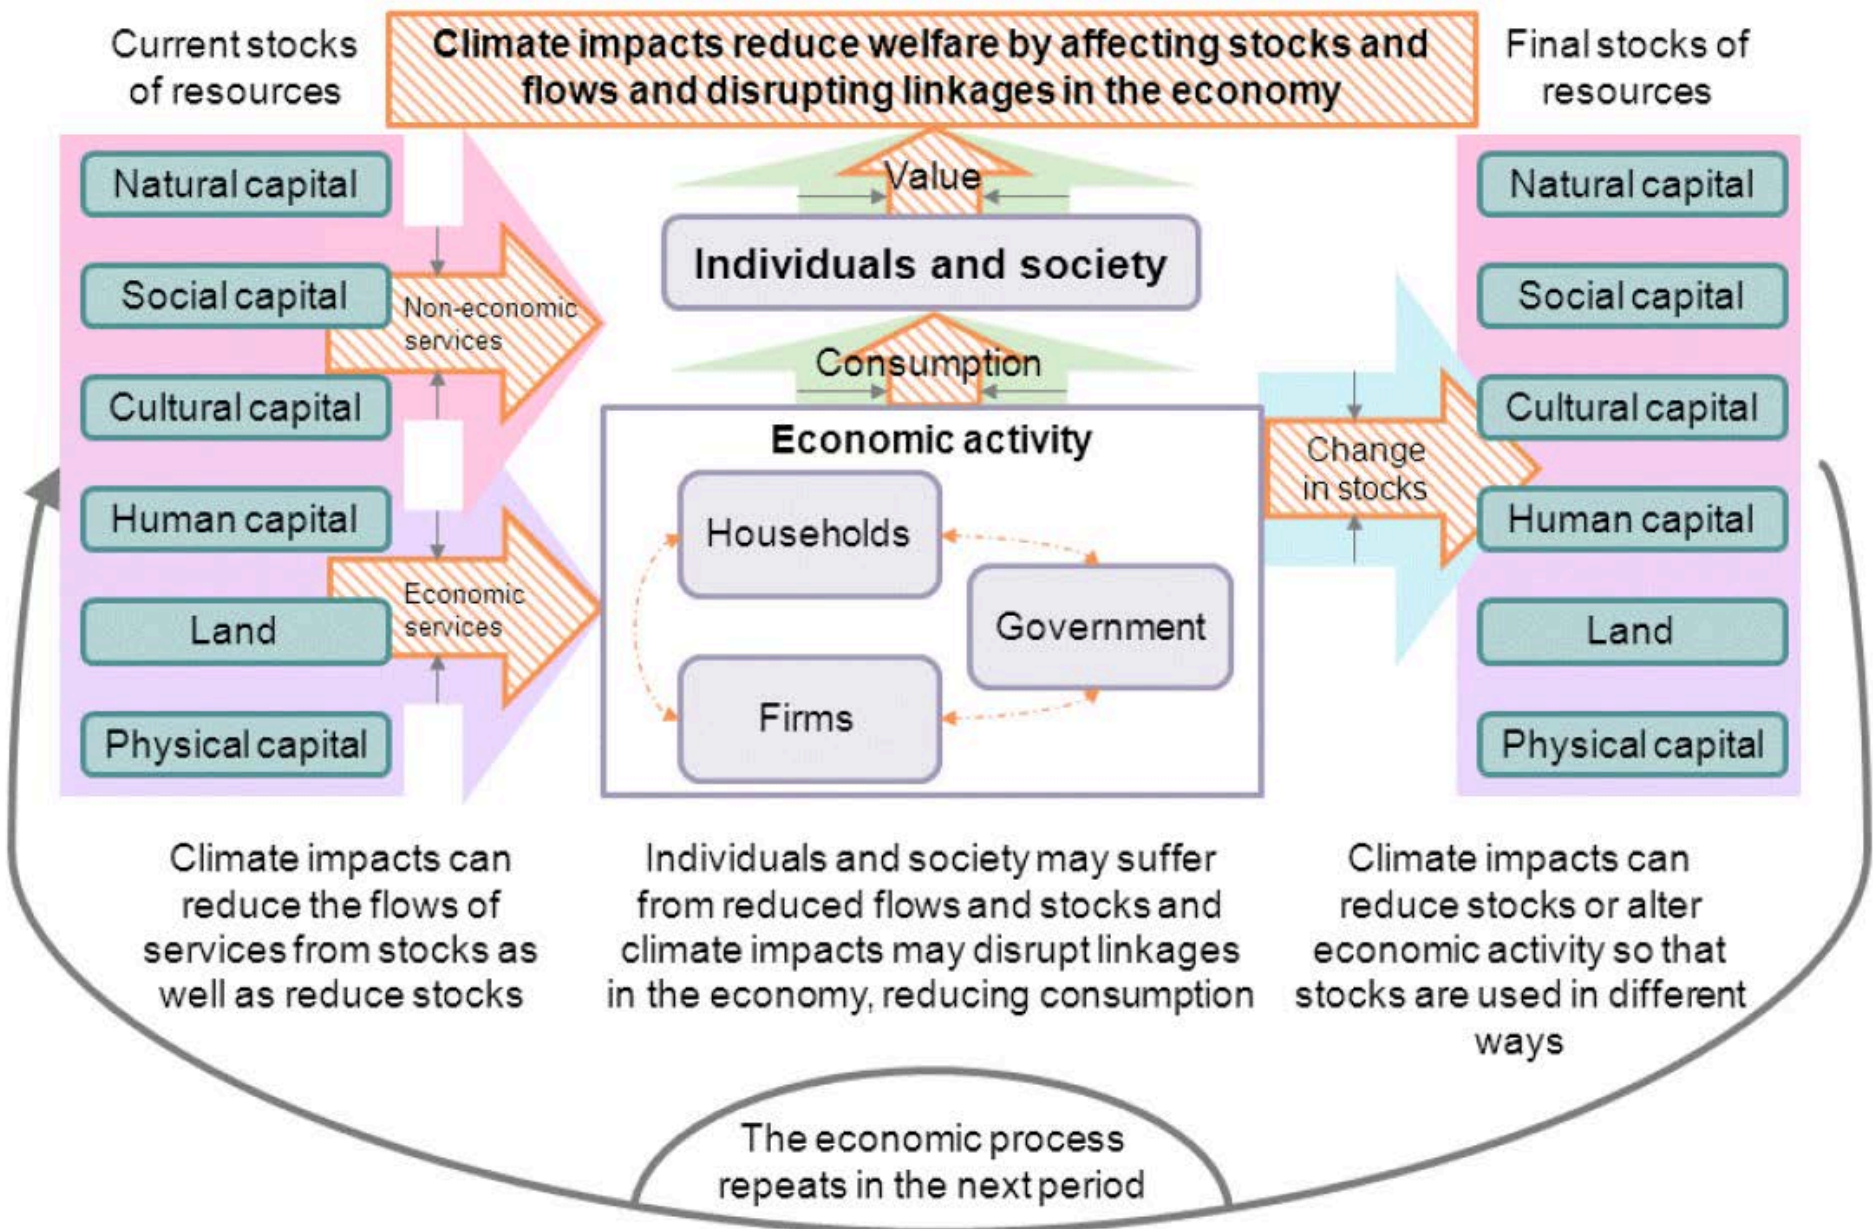 Current stocks
of resources
Climate impacts reduce welfare by affecting stocks and
flows and disrupting linkages in the economy
Final stocks of
resources
Natural capital
Social capital
Cultural capital
Human capital
Land
Physical capital
Non-economic
services
Economic
services
Value
Individuals and society
Consumption
Economic activity
Households
Government
Firms
Change
in stocks
Natural capital
Social capital
Cultural capital
Human capital
Land
Physical capital
Climate impacts can
reduce the flows of
services from stocks as
well as reduce stocks
Individuals and society may suffer
from reduced flows and stocks and
climate impacts may disrupt linkages
in the economy, reducing consumption
Climate impacts can
reduce stocks or alter
economic activity so that
stocks are used in different
ways
The economic process
repeats in the next period